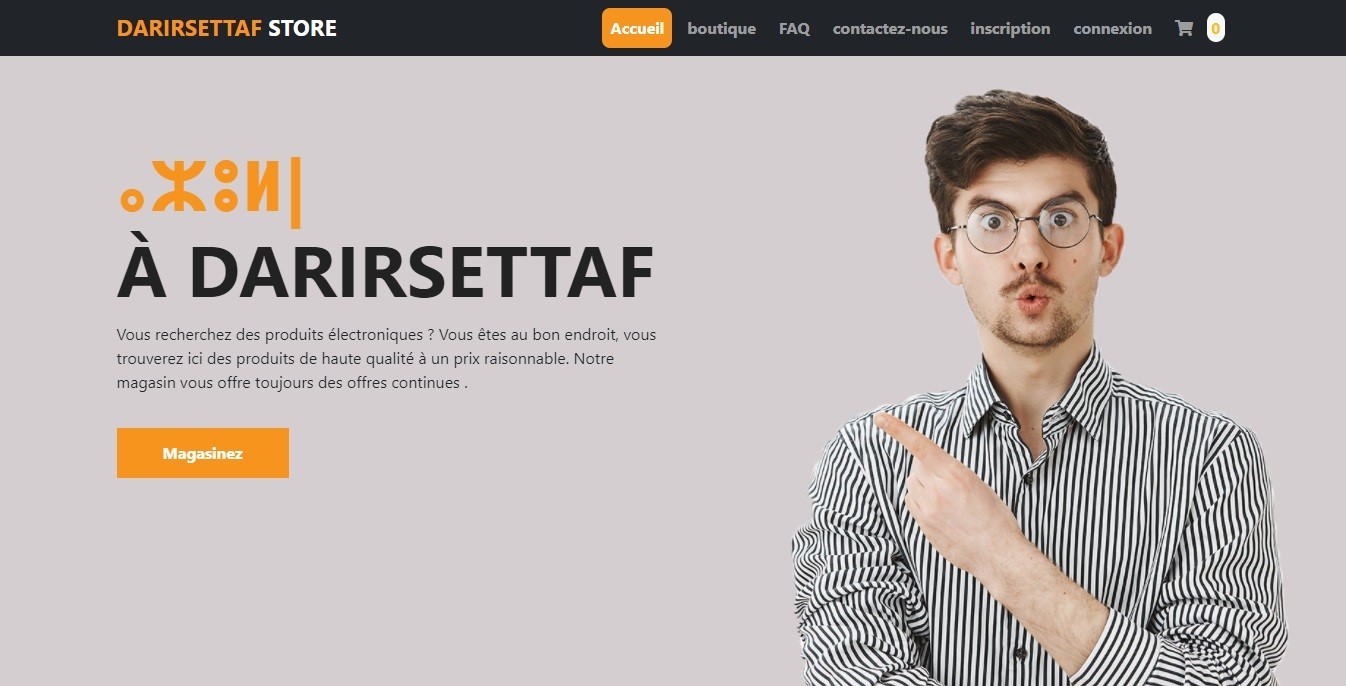 DARIRSETTAF STORE
Accueil boutique FAQ contactez-nous inscription connexion 0
ⴰⵣⵓⵍ|
À DARIRSETTAF
Vous recherchez des produits électroniques ? Vous êtes au bon endroit, vous
trouverez ici des produits de haute qualité à un prix raisonnable. Notre
magasin vous offre toujours des offres continues .
Magasinez